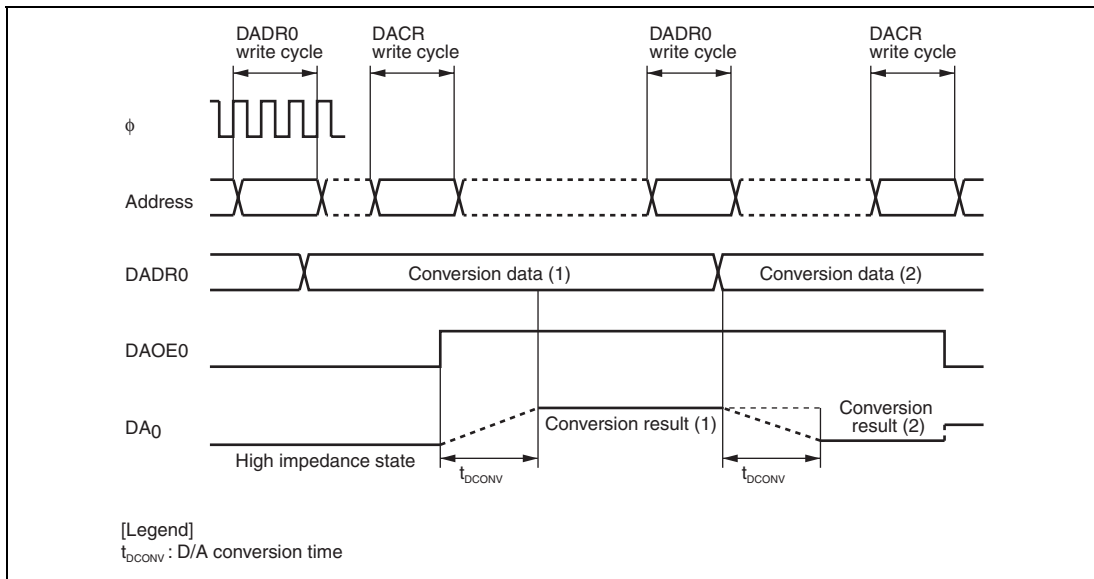 DADR0
write cycle
DACR
write cycle
DADR0
write cycle
DACR
write cycle
ϕ
Address
DADR0
Conversion data (1)
Conversion data (2)
DAOE0
DA0
Conversion result (1)
Conversion
result (2)
High impedance state
tDCONV
tDCONV
[Legend]
tDCONV : D/A conversion time